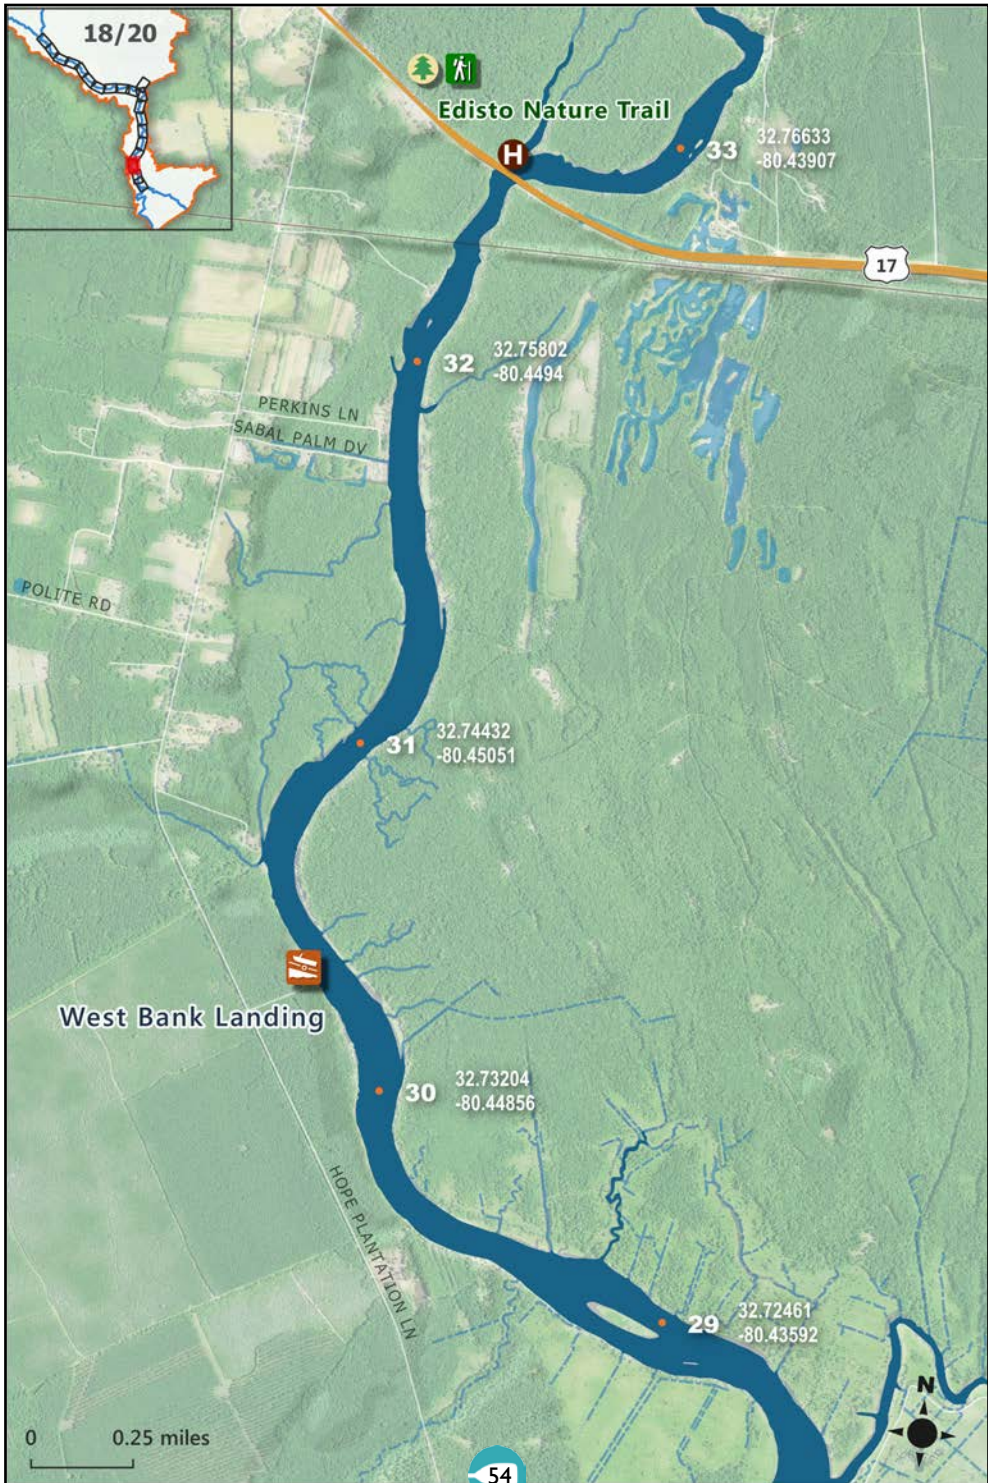 18/20
Edisto Nature Trail
H
33
32.76633
-80.43907
17
32
32.75802
-80.4494
PERKINS LN
SABAL PALM DV
POLITE RD
31
32.74432
-80.45051
West Bank Landing
30
32.73204
-80.44856
HOPE PLANTATION LN
29
32.72461
-80.43592
N
0 0.25 miles
54